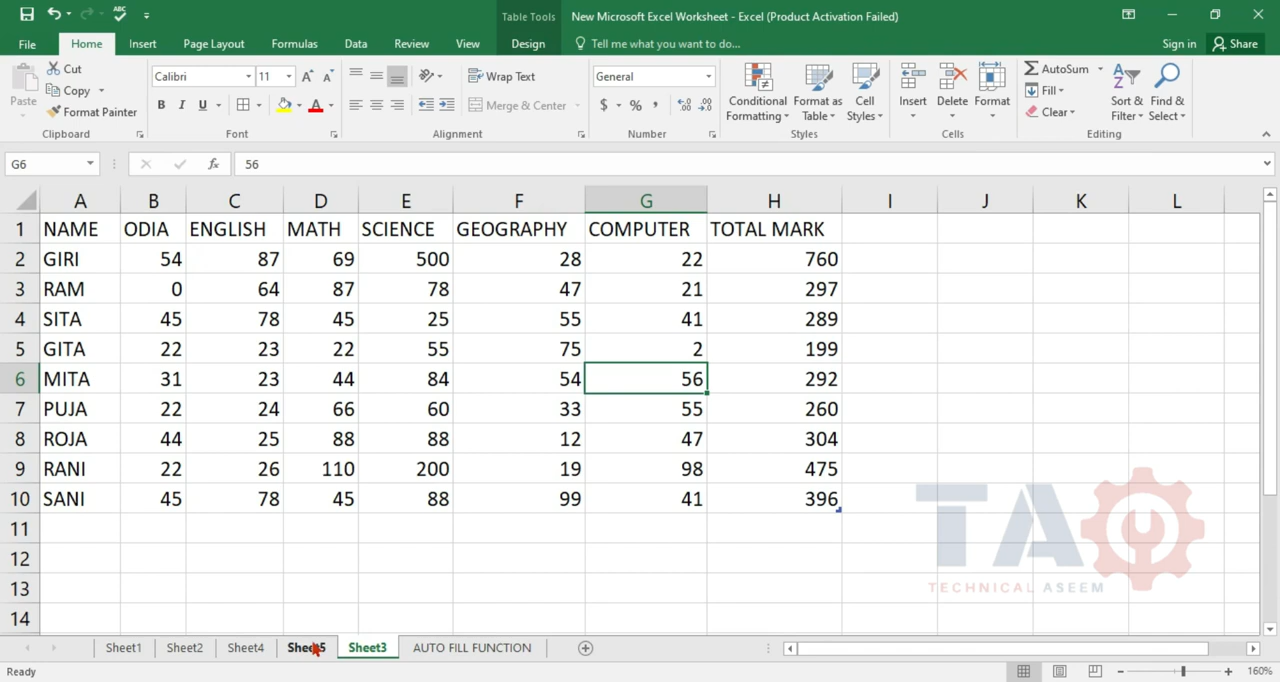 Table Tools
New Microsoft Excel Worksheet - Excel (Product Activation Failed)
File Home Insert Page Layout Formulas Data Review View Design Tell me what you want to do... Sign in Share
Paste
Cut
Copy
Format Painter
Clipboard
Calibri 11
B I U A
Font
Wrap Text
Merge & Center
Alignment
General
$ % ,
Number
Conditional Formatting
Format as Table
Cell Styles
Styles
Insert Delete Format
Cells
AutoSum
Fill
Clear
Sort & Filter
Find & Select
Editing
G6 fx 56
A B C D E F G H I J K L
1 NAME ODIA ENGLISH MATH SCIENCE GEOGRAPHY COMPUTER TOTAL MARK
2 GIRI 54 87 69 500 28 22 760
3 RAM 0 64 87 78 47 21 297
4 SITA 45 78 45 25 55 41 289
5 GITA 22 23 22 55 75 2 199
6 MITA 31 23 44 84 54 56 292
7 PUJA 22 24 66 60 33 55 260
8 ROJA 44 25 88 88 12 47 304
9 RANI 22 26 110 200 19 98 475
10 SANI 45 78 45 88 99 41 396
11
12
13
14
TA
TECHNICAL ASEEM
Sheet1 Sheet2 Sheet4 Sheet5 Sheet3 AUTO FILL FUNCTION
Ready 160%